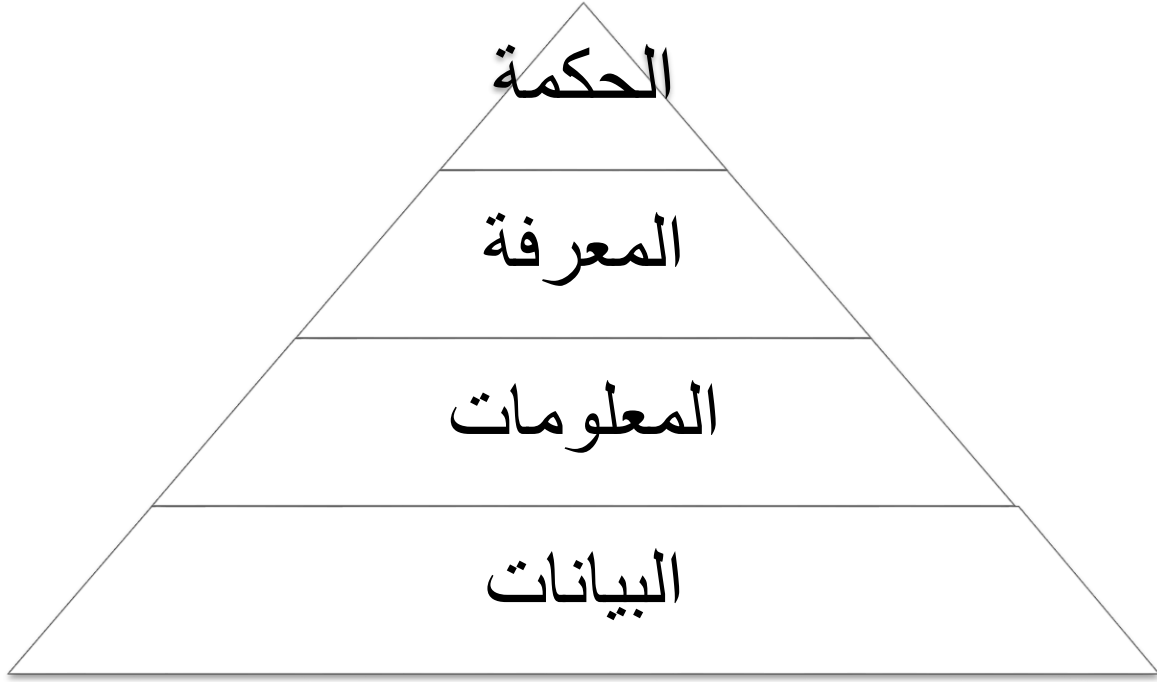 الحكمة
المعرفة
المعلومات
البيانات